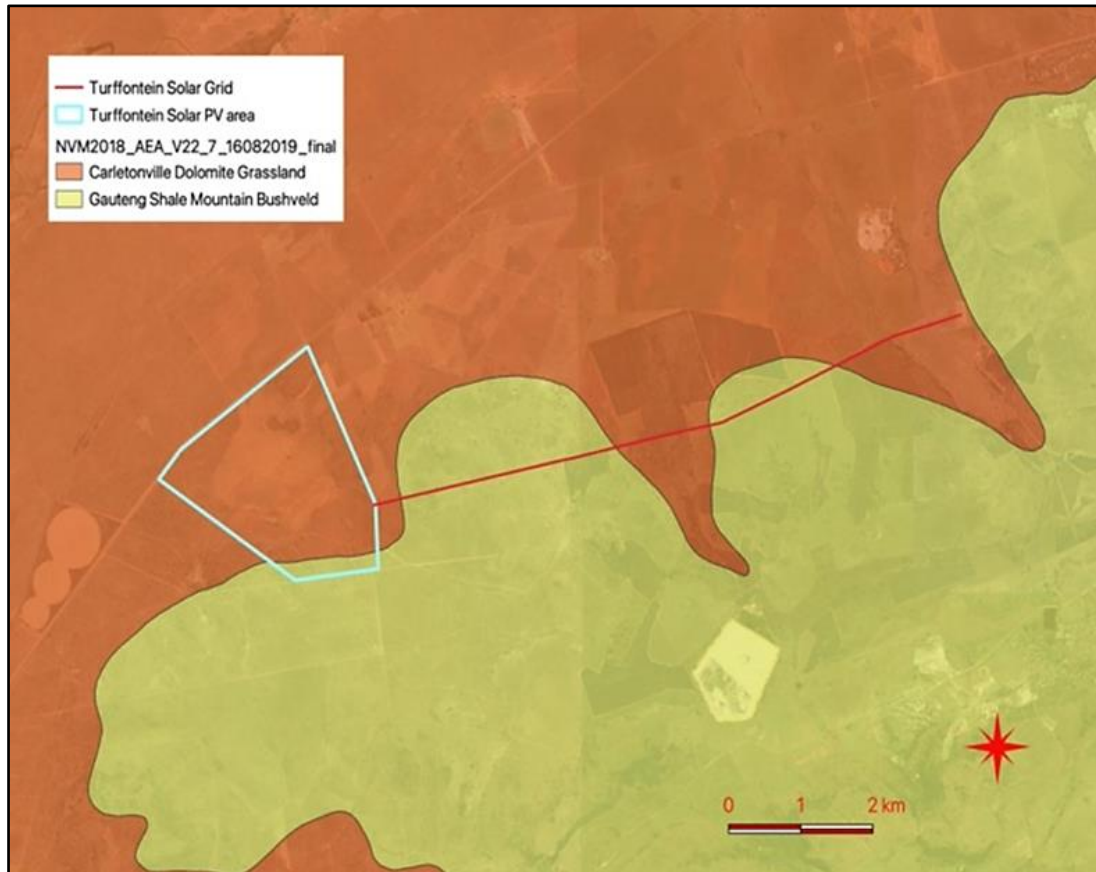 Turffontein Solar Grid
Turffontein Solar PV area
NVM2018_AEA_V22_7_16082019_final
Carletonville Dolomite Grassland
Gauteng Shale Mountain Bushveld
0 1 2 km